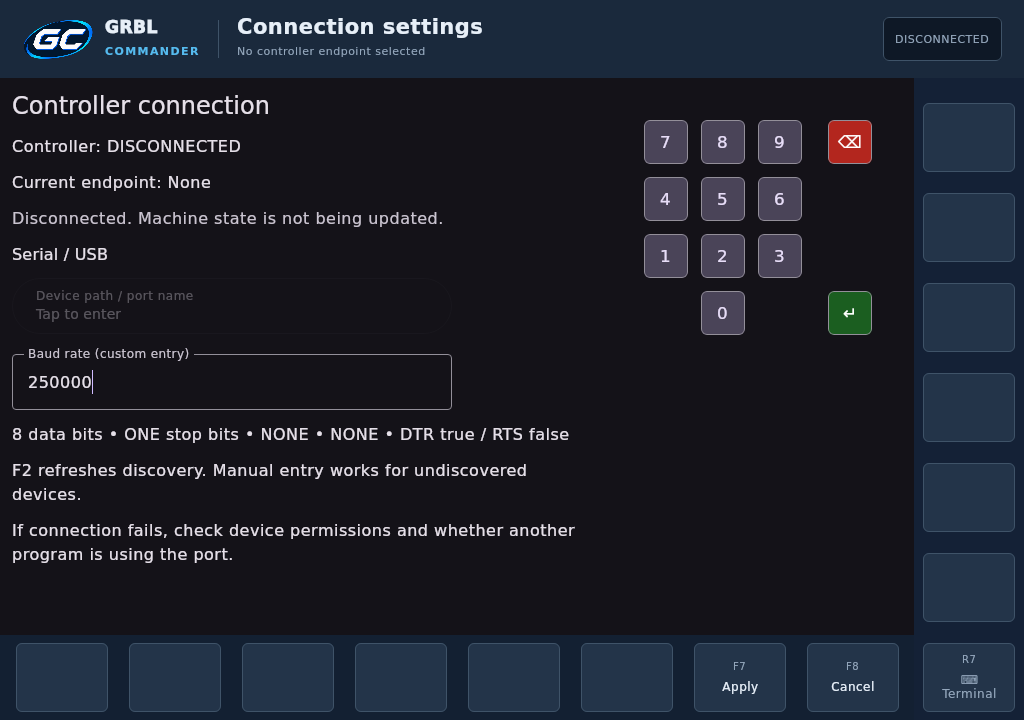 GC
GRBL
COMMANDER
Connection settings
No controller endpoint selected
DISCONNECTED
Controller connection
Controller: DISCONNECTED
Current endpoint: None
Disconnected. Machine state is not being updated.
Serial / USB
Device path / port name
Tap to enter
Baud rate (custom entry)
250000
8 data bits • ONE stop bits • NONE • NONE • DTR true / RTS false
F2 refreshes discovery. Manual entry works for undiscovered
devices.
If connection fails, check device permissions and whether another
program is using the port.
7 8 9 ⌫
4 5 6
1 2 3
0 ↵
F7
Apply
F8
Cancel
R7
⌨
Terminal